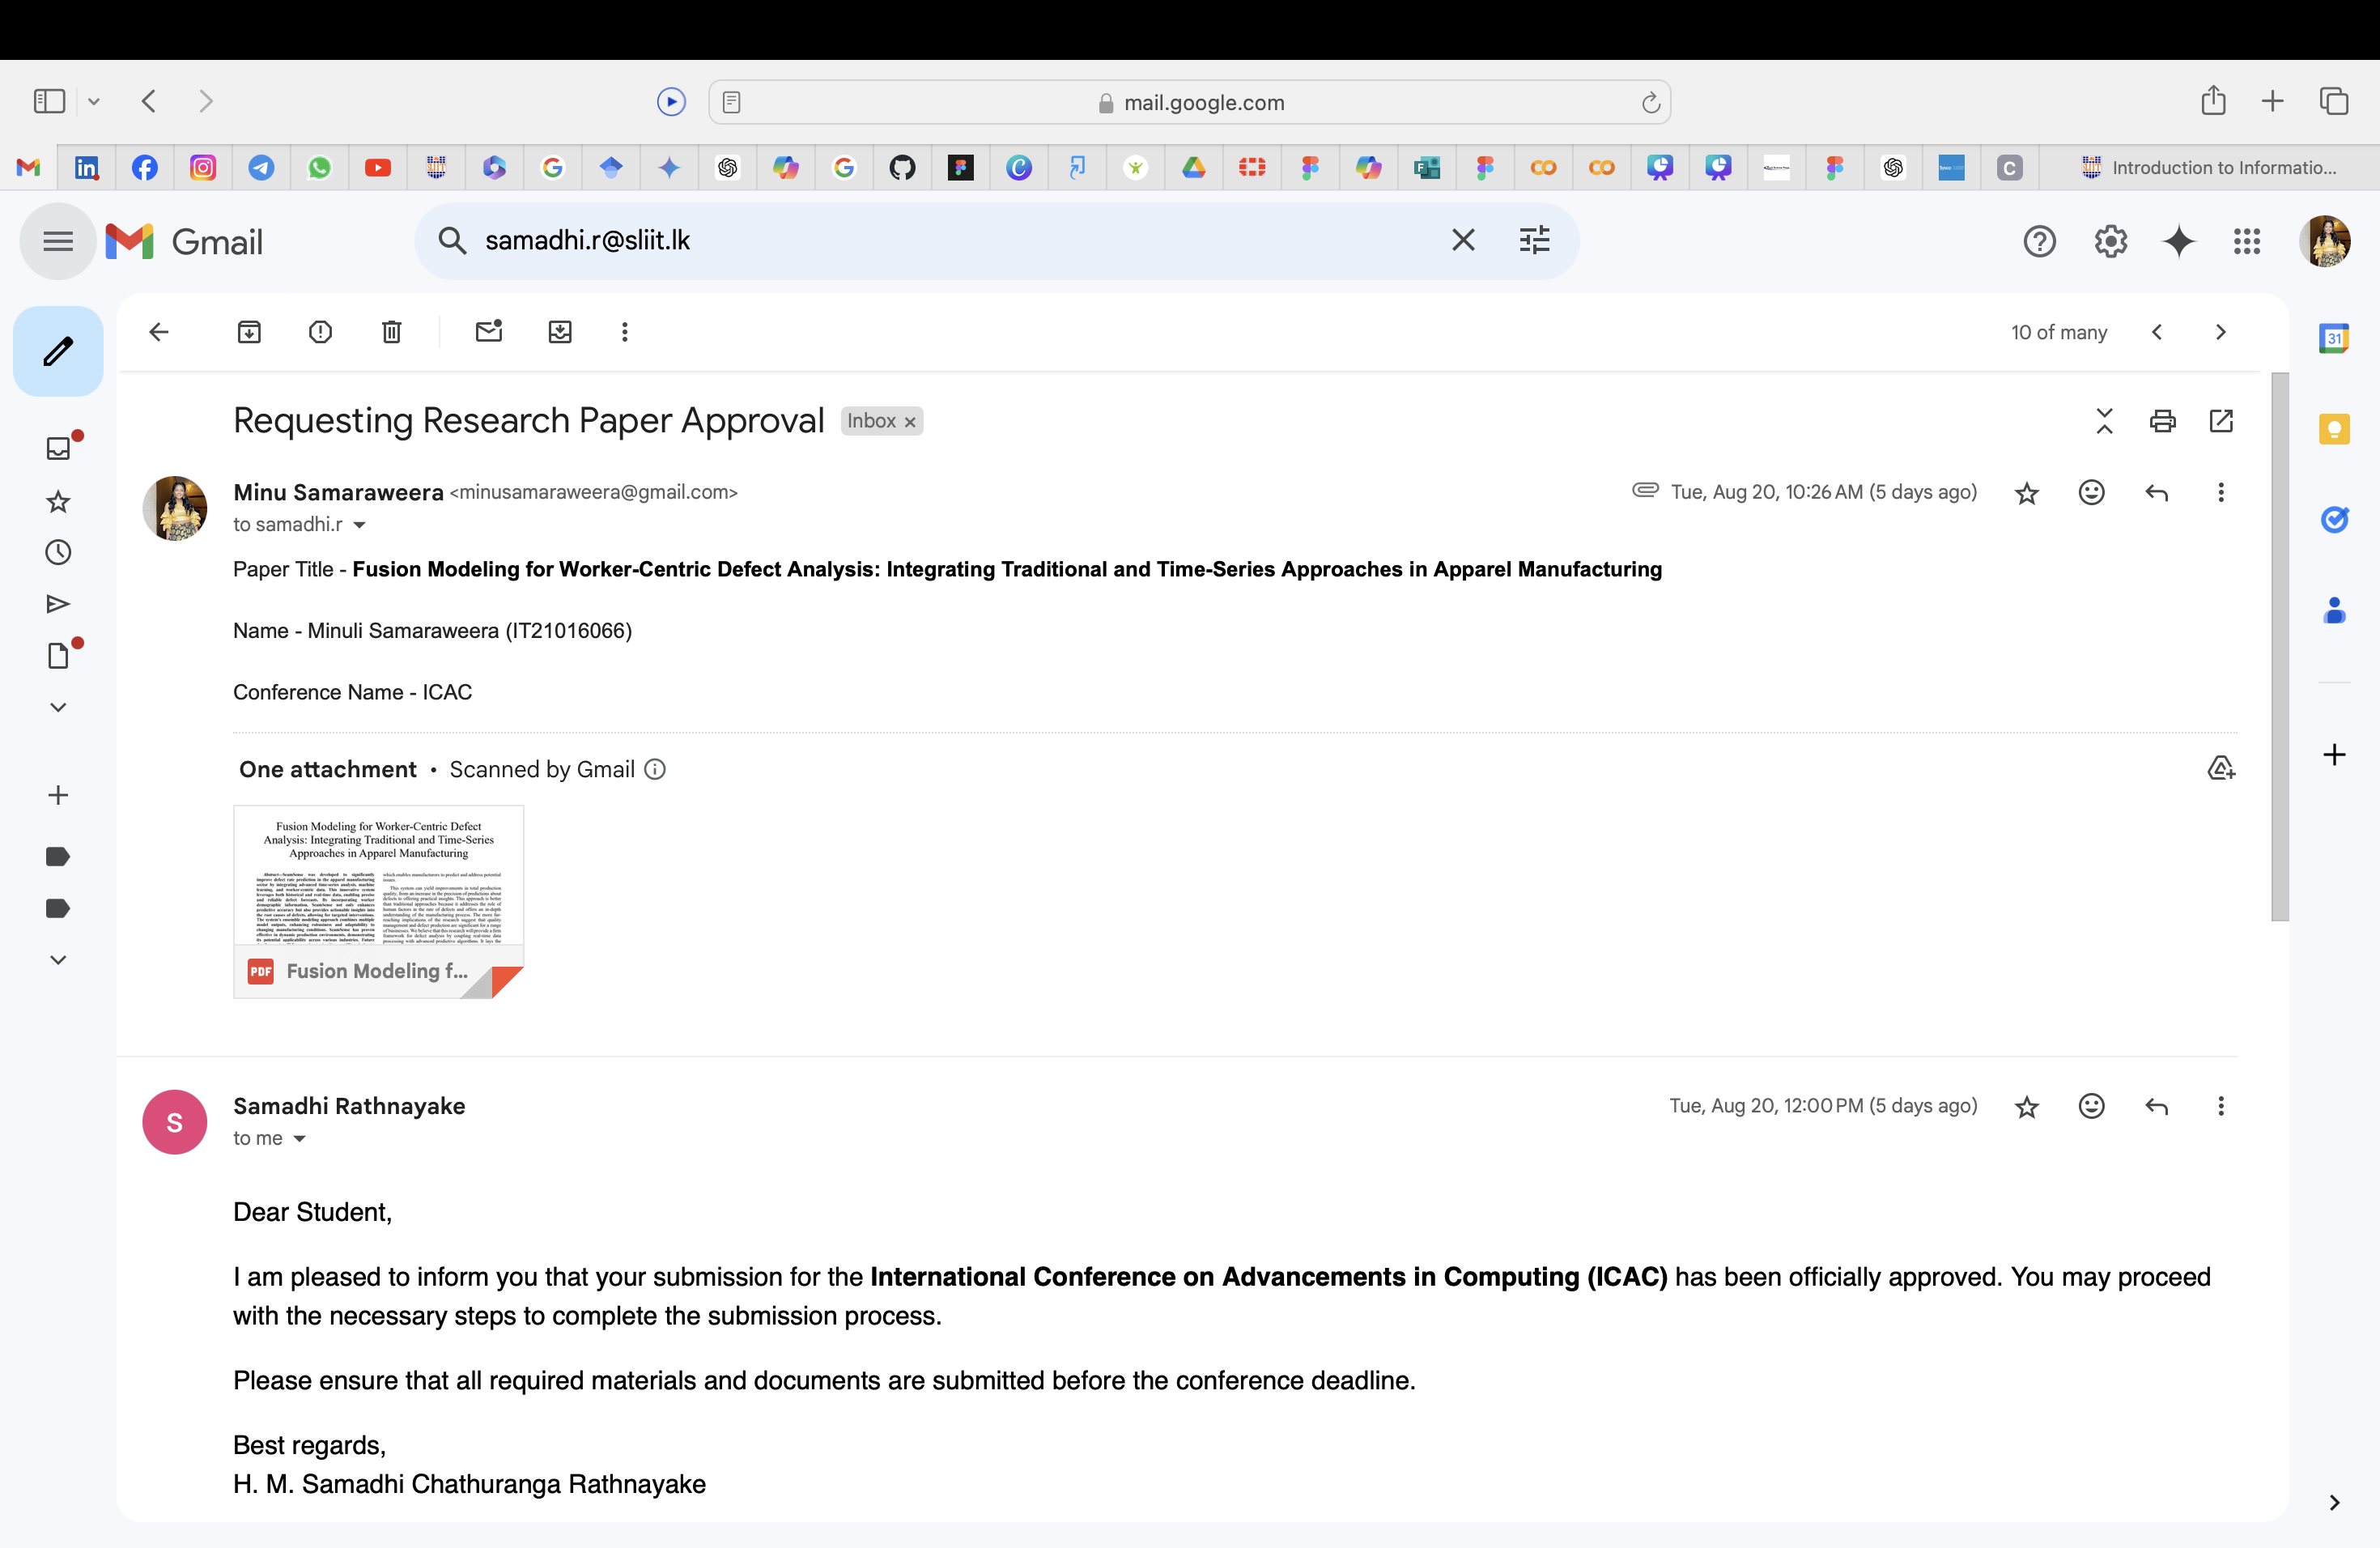 mail.google.com
Introduction to Informatio...
Gmail
samadhi.r@sliit.lk
10 of many
Requesting Research Paper Approval
Inbox ×
Minu Samaraweera <minusamaraweera@gmail.com>
Tue, Aug 20, 10:26 AM (5 days ago)
to samadhi.r
Paper Title - Fusion Modeling for Worker-Centric Defect Analysis: Integrating Traditional and Time-Series Approaches in Apparel Manufacturing
Name - Minuli Samaraweera (IT21016066)
Conference Name - ICAC
One attachment • Scanned by Gmail
Fusion Modeling for Worker-Centric Defect
Analysis: Integrating Traditional and Time-Series
Approaches in Apparel Manufacturing
PDF Fusion Modeling f...
S
Samadhi Rathnayake
Tue, Aug 20, 12:00 PM (5 days ago)
to me
Dear Student,
I am pleased to inform you that your submission for the International Conference on Advancements in Computing (ICAC) has been officially approved. You may proceed
with the necessary steps to complete the submission process.
Please ensure that all required materials and documents are submitted before the conference deadline.
Best regards,
H. M. Samadhi Chathuranga Rathnayake